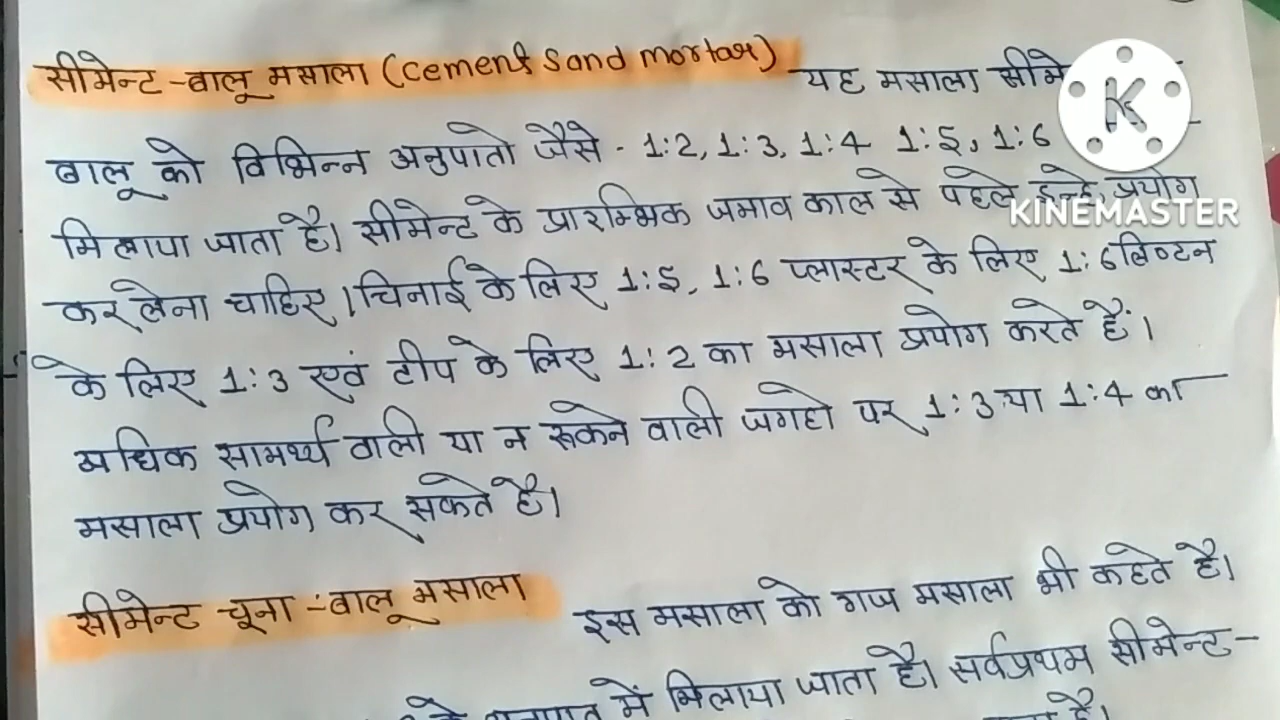 सीमेन्ट-बालू मसाला (cement sand mortar) यह मसाला सीमे
बालू को विभिन्न अनुपातो जैसे - 1:2, 1:3, 1:4 1:5, 1:6
मिलाया जाता है। सीमेन्ट के प्रारम्भिक जमाव काल से पहले इन्हे प्रयोग
KINEMASTER
कर लेना चाहिए। चिनाई के लिए 1:5, 1:6 प्लास्टर के लिए 1:6 लिण्टन
के लिए 1:3 एवं टीप के लिए 1:2 का मसाला प्रयोग करते हैं।
अधिक सामर्थ्य वाली या न रूकने वाली जगहो पर 1:3 या 1:4 का
मसाला प्रयोग कर सकते है।
सीमेन्ट चूना -बालू मसाला इस मसाला को गज मसाला भी कहते है।
के अनुपात में मिलाया जाता है। सर्वप्रथम सीमेन्ट-